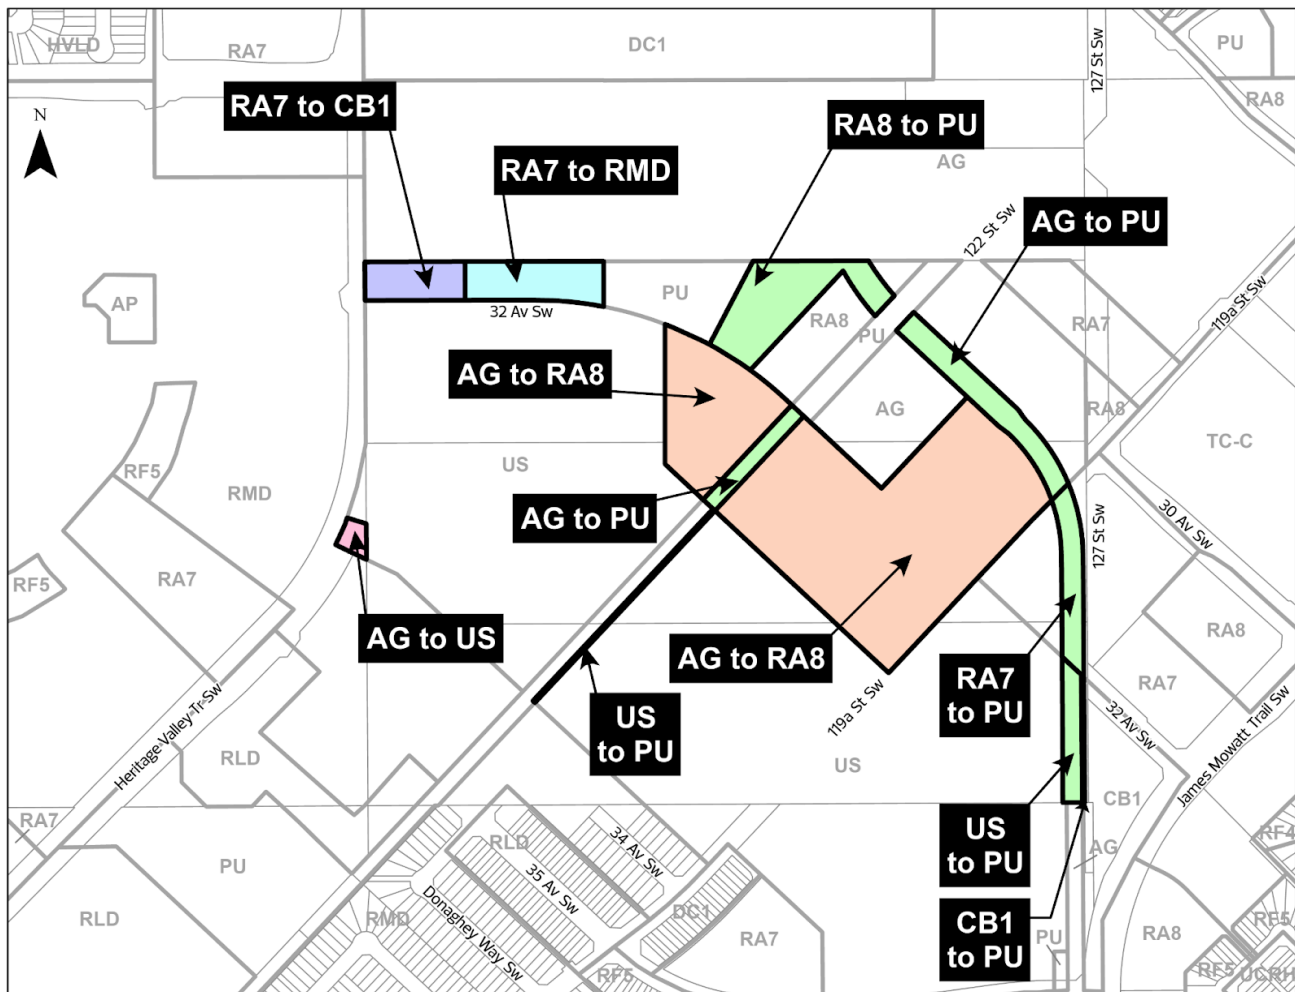 HVLD
RA7
DC1
127 St Sw
PU
RA8
RA7 to CB1
RA8 to PU
N
RA7 to RMD
AG
AG to PU
122 St Sw
119a St Sw
AP
PU
32 Av Sw
RA8
PU
RA7
AG to RA8
AG
RA8
TC-C
RF5
US
RMD
AG to PU
30 Av Sw
127 St Sw
RF5
RA7
AG to US
AG to RA8
RA8
RA7
to PU
RA7
Heritage Valley Tr Sw
US
to PU
119a St Sw
32 Av Sw
James Mowatt Trail Sw
RLD
US
CB1
RA7
PU
RLD
34 Av Sw
US
to PU
AG
RF4
35 Av Sw
Donaghey Way Sw
RLD
RMD
DC1
RA7
CB1
to PU
PU
RA8
RF5
RF5
RF5
UCRH